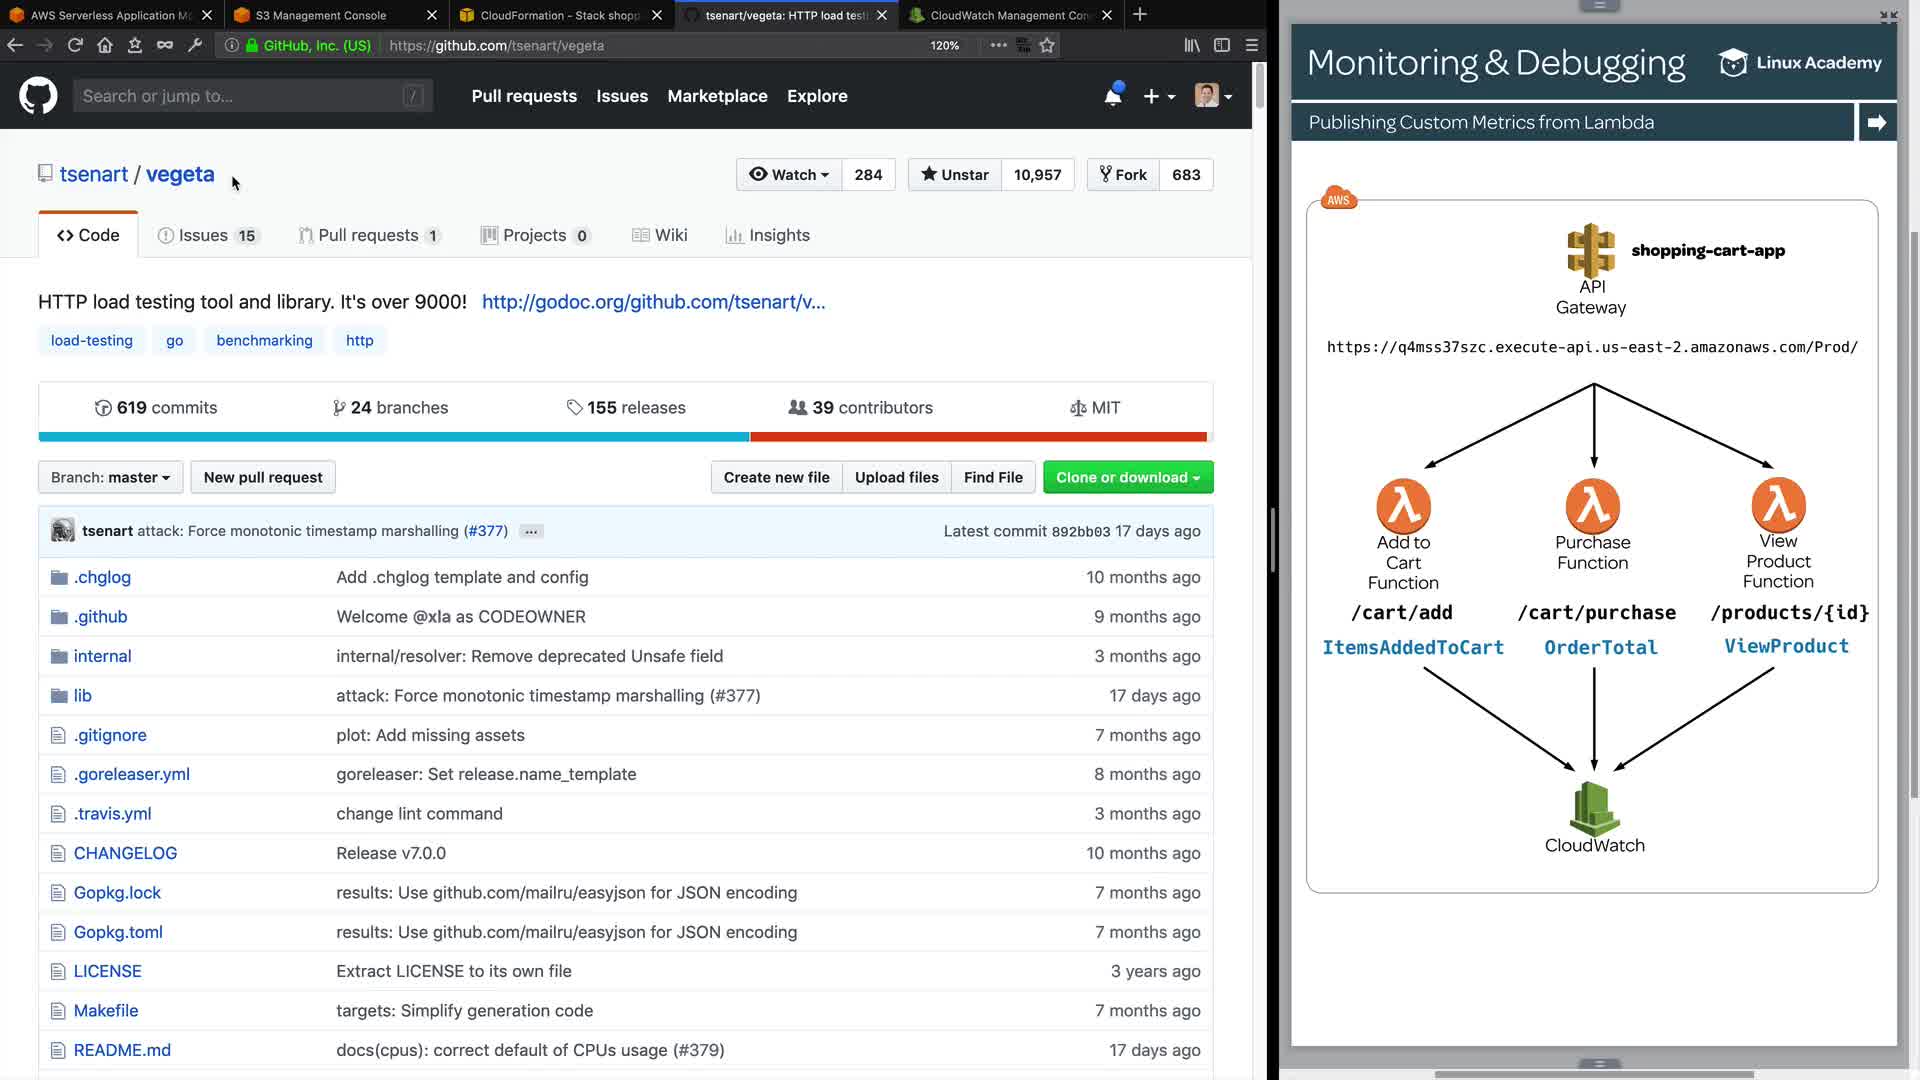 AWS Serverless Application Mo
S3 Management Console
CloudFormation - Stack shopp
tsenart/vegeta: HTTP load testi
CloudWatch Management Con
GitHub, Inc. (US)
https://github.com/tsenart/vegeta
120%
Search or jump to...
/
Pull requests
Issues
Marketplace
Explore
tsenart / vegeta
Watch
284
Unstar
10,957
Fork
683
Code
Issues 15
Pull requests 1
Projects 0
Wiki
Insights
HTTP load testing tool and library. It's over 9000! http://godoc.org/github.com/tsenart/v...
load-testing
go
benchmarking
http
619 commits
24 branches
155 releases
39 contributors
MIT
Branch: master
New pull request
Create new file
Upload files
Find File
Clone or download
tsenart attack: Force monotonic timestamp marshalling (#377) ...
Latest commit 892bb03 17 days ago
.chglog
Add .chglog template and config
10 months ago
.github
Welcome @xla as CODEOWNER
9 months ago
internal
internal/resolver: Remove deprecated Unsafe field
3 months ago
lib
attack: Force monotonic timestamp marshalling (#377)
17 days ago
.gitignore
plot: Add missing assets
7 months ago
.goreleaser.yml
goreleaser: Set release.name_template
8 months ago
.travis.yml
change lint command
3 months ago
CHANGELOG
Release v7.0.0
10 months ago
Gopkg.lock
results: Use github.com/mailru/easyjson for JSON encoding
7 months ago
Gopkg.toml
results: Use github.com/mailru/easyjson for JSON encoding
7 months ago
LICENSE
Extract LICENSE to its own file
3 years ago
Makefile
targets: Simplify generation code
7 months ago
README.md
docs(cpus): correct default of CPUs usage (#379)
17 days ago
Monitoring & Debugging
Linux Academy
Publishing Custom Metrics from Lambda
AWS
shopping-cart-app
API
Gateway
https://q4mss37szc.execute-api.us-east-2.amazonaws.com/Prod/
Add to
Cart
Function
Purchase
Function
View
Product
Function
/cart/add
/cart/purchase
/products/{id}
ItemsAddedToCart
OrderTotal
ViewProduct
CloudWatch